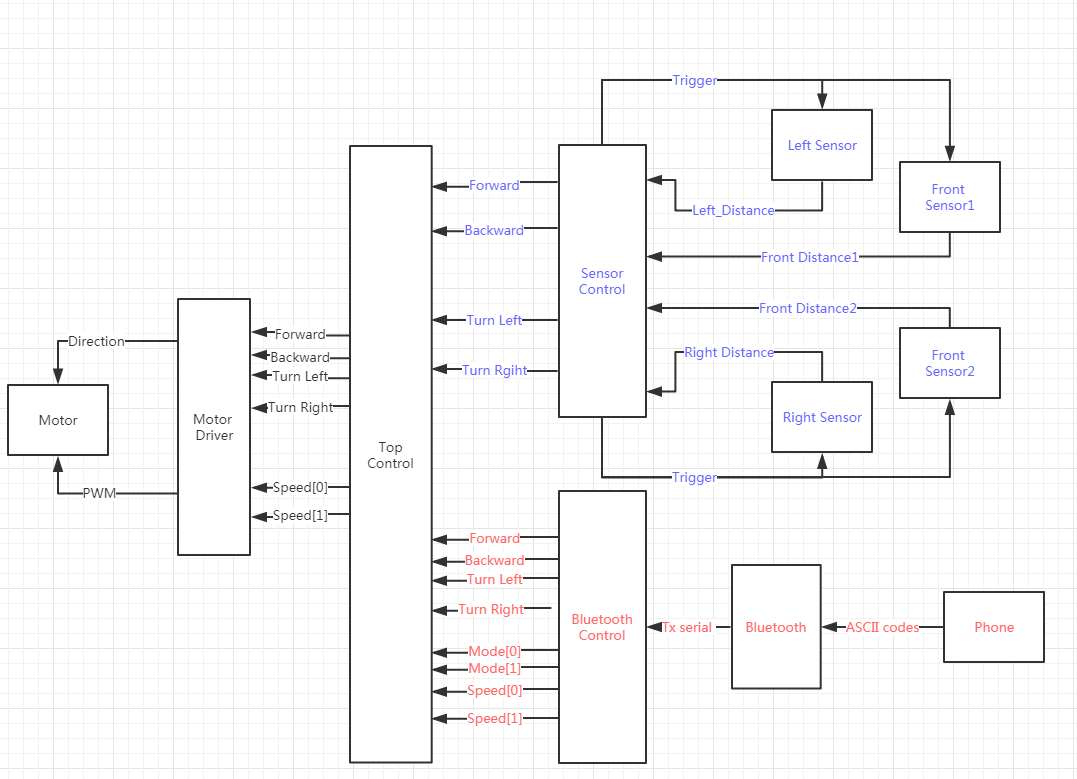 Trigger
Left Sensor
Front
Sensor1
Forward
Left_Distance
Backward
Front Distance1
Sensor
Control
Front Distance2
Turn Left
Direction
Forward
Right Distance
Backward
Front
Sensor2
Turn Left
Turn Rgiht
Turn Right
Motor
Motor
Driver
Right Sensor
Top
Control
Trigger
PWM
Speed[0]
Speed[1]
Forward
Backward
Turn Left
Turn Right
Bluetooth
Control
Tx serial
Bluetooth
ASCII codes
Phone
Mode[0]
Mode[1]
Speed[0]
Speed[1]